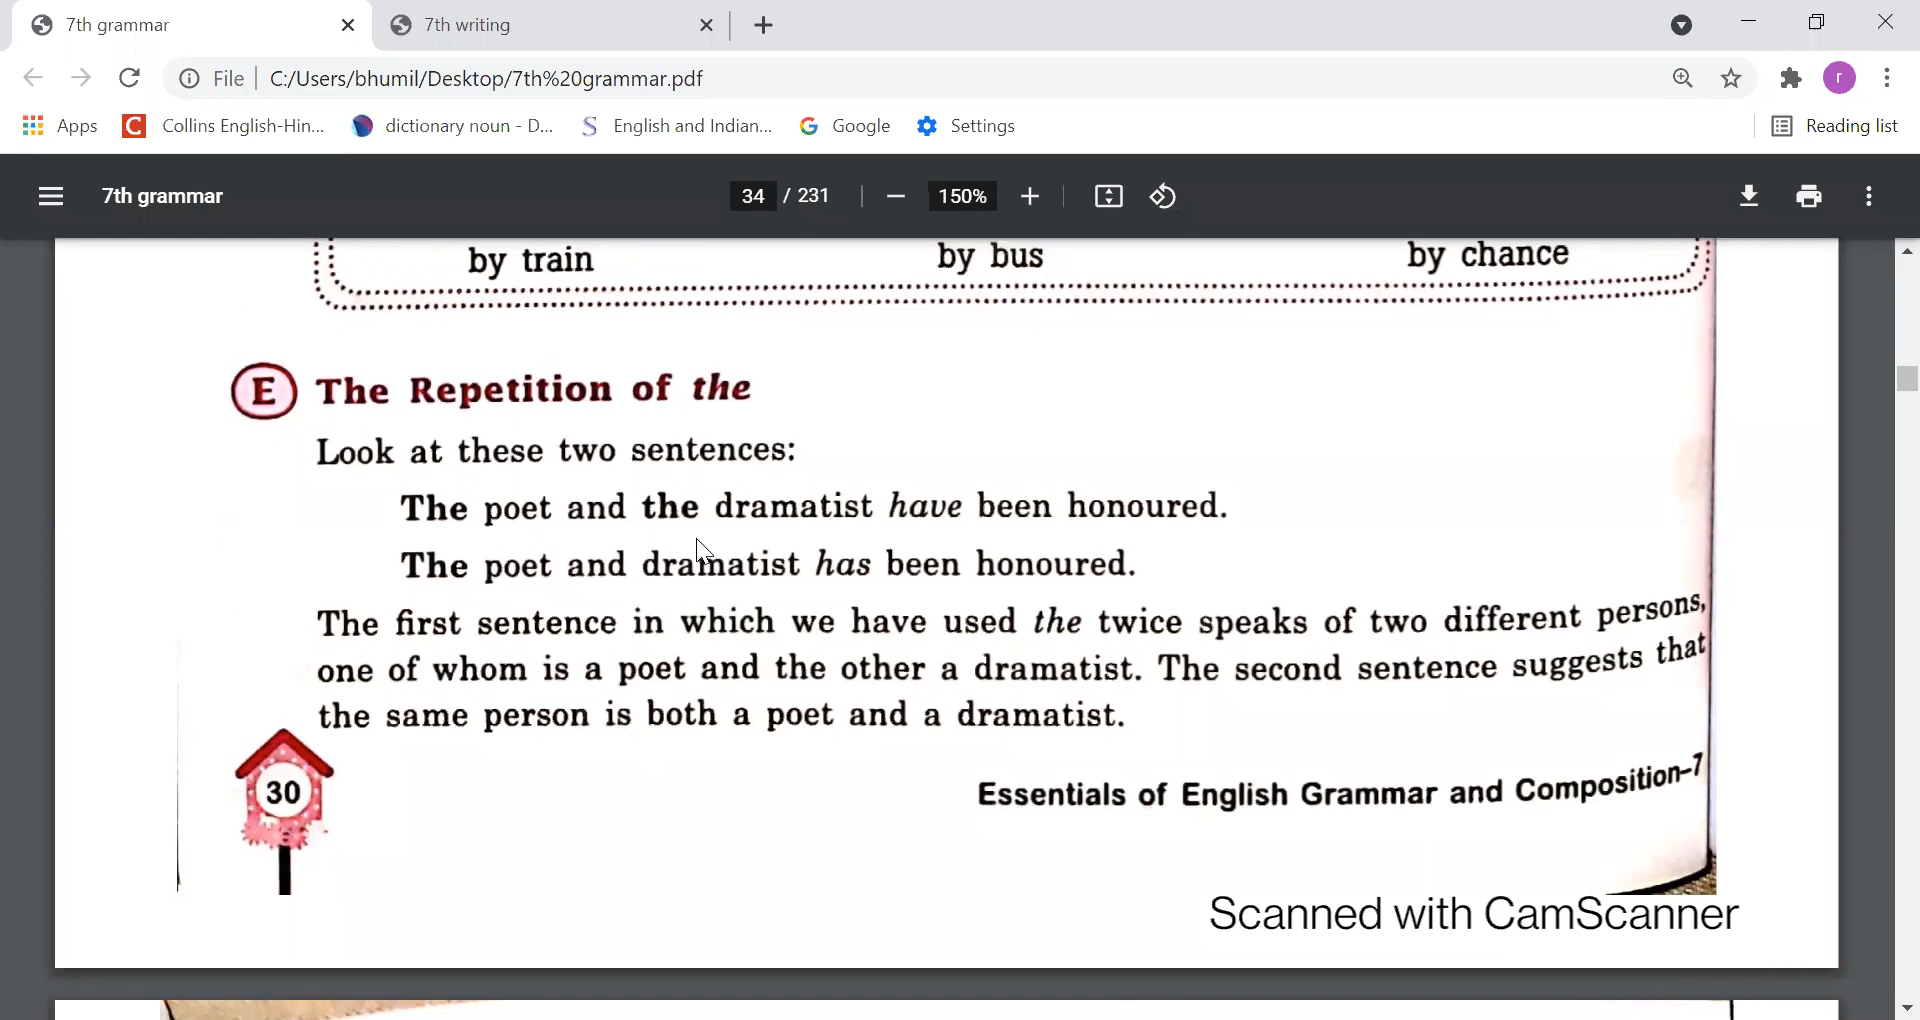 7th grammar
7th writing
File
C:/Users/bhumil/Desktop/7th%20grammar.pdf
r
Apps
Collins English-Hin...
dictionary noun - D...
English and Indian...
Google
Settings
Reading list
7th grammar
34 / 231
150%
by train by bus by chance
E The Repetition of the
Look at these two sentences:
The poet and the dramatist have been honoured.
The poet and dramatist has been honoured.
The first sentence in which we have used the twice speaks of two different persons,
one of whom is a poet and the other a dramatist. The second sentence suggests that
the same person is both a poet and a dramatist.
30
Essentials of English Grammar and Composition–7
Scanned with CamScanner